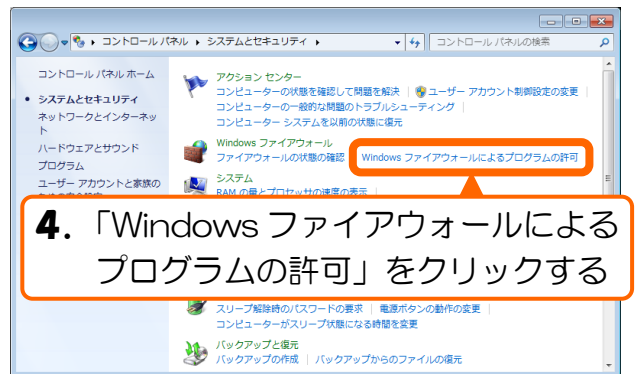 コントロール パネル ▸ システムとセキュリティ ▸
コントロール パネルの検索
コントロール パネル ホーム
システムとセキュリティ
ネットワークとインターネッ
ト
ハードウェアとサウンド
プログラム
ユーザー アカウントと家族の
アクション センター
コンピューターの状態を確認して問題を解決
ユーザー アカウント制御設定の変更
コンピューターの一般的な問題のトラブルシューティング
コンピューター システムを以前の状態に復元
Windows ファイアウォール
ファイアウォールの状態の確認
Windows ファイアウォールによるプログラムの許可
システム
RAM の量とプロセッサの速度の表示
4.「Windows ファイアウォールによる
プログラムの許可」をクリックする
スリープ解除時のパスワードの要求
電源ボタンの動作の変更
コンピューターがスリープ状態になる時間を変更
バックアップと復元
バックアップの作成
バックアップからのファイルの復元